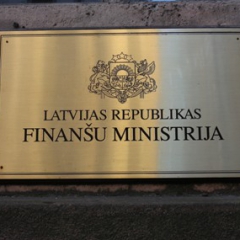 LATVIJAS REPUBLIKAS
FINANŠU MINISTRIJA